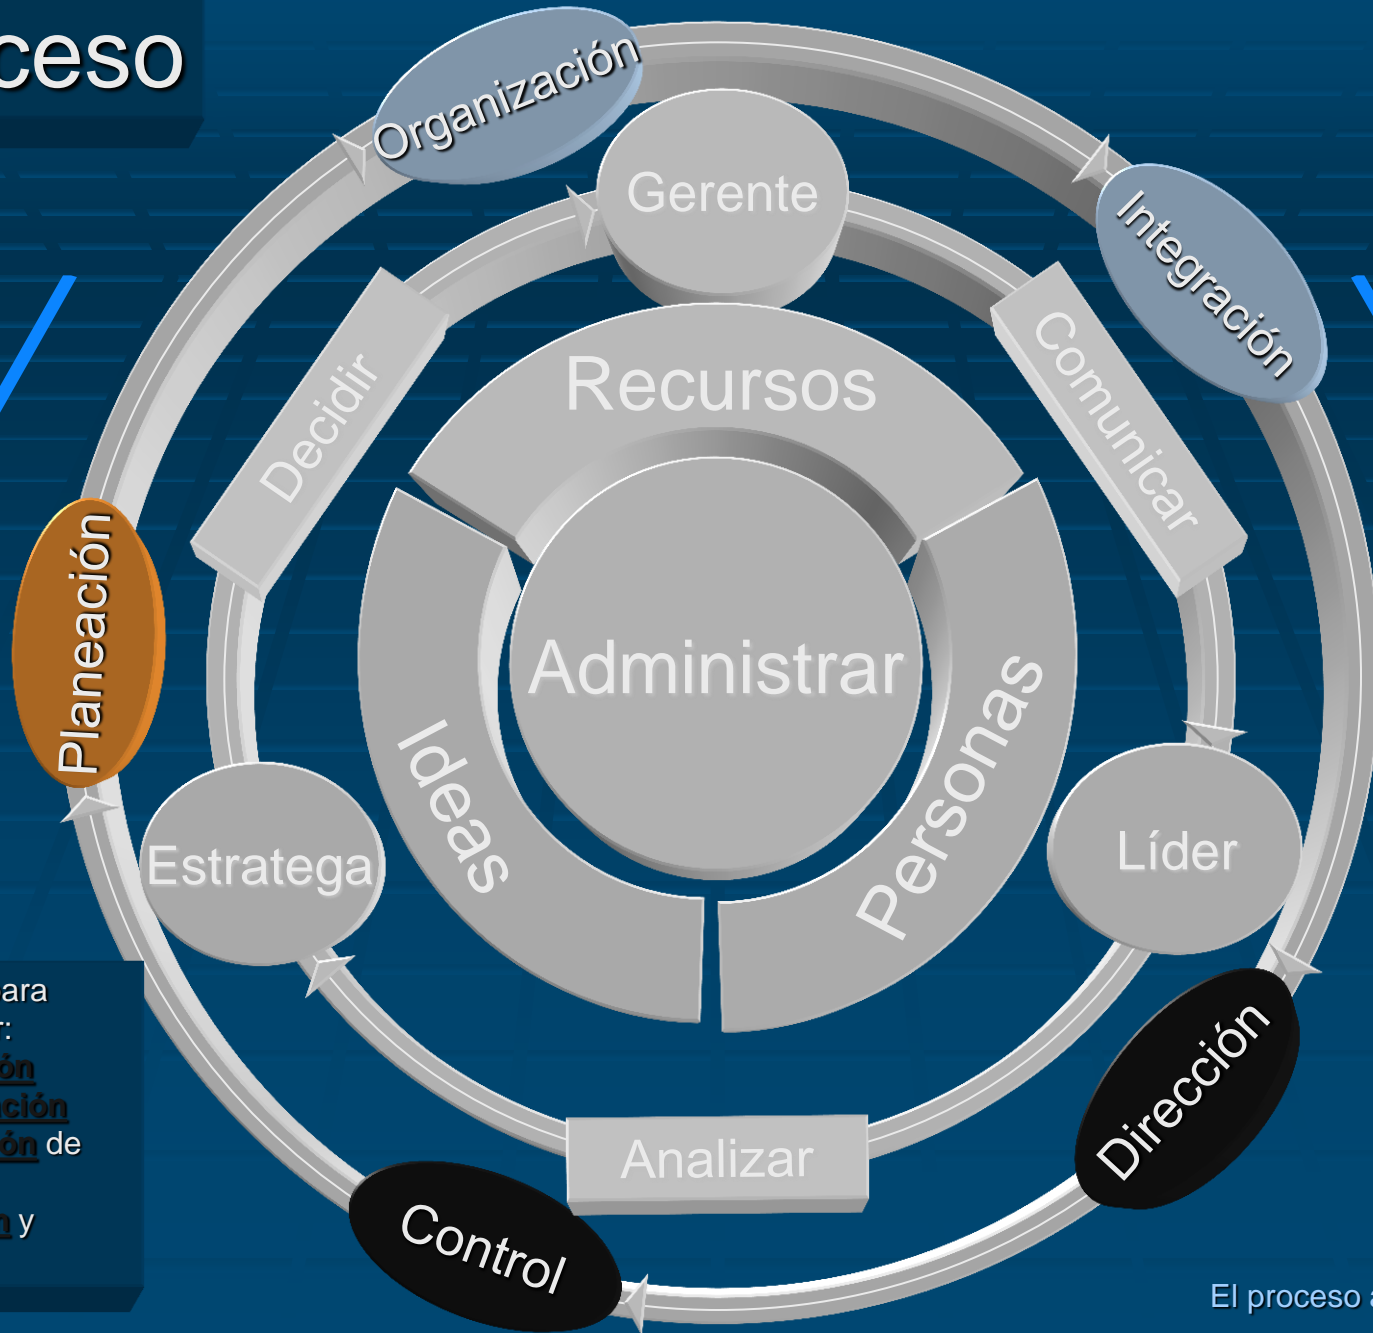 ceso
Organización
Gerente
Integración
Decidir
Recursos
Comunicar
Planeación
Administrar
Ideas
Personas
Estratega
Líder
ara
r:
ón
ción
ón de
n y
Dirección
Analizar
Control
El proceso a